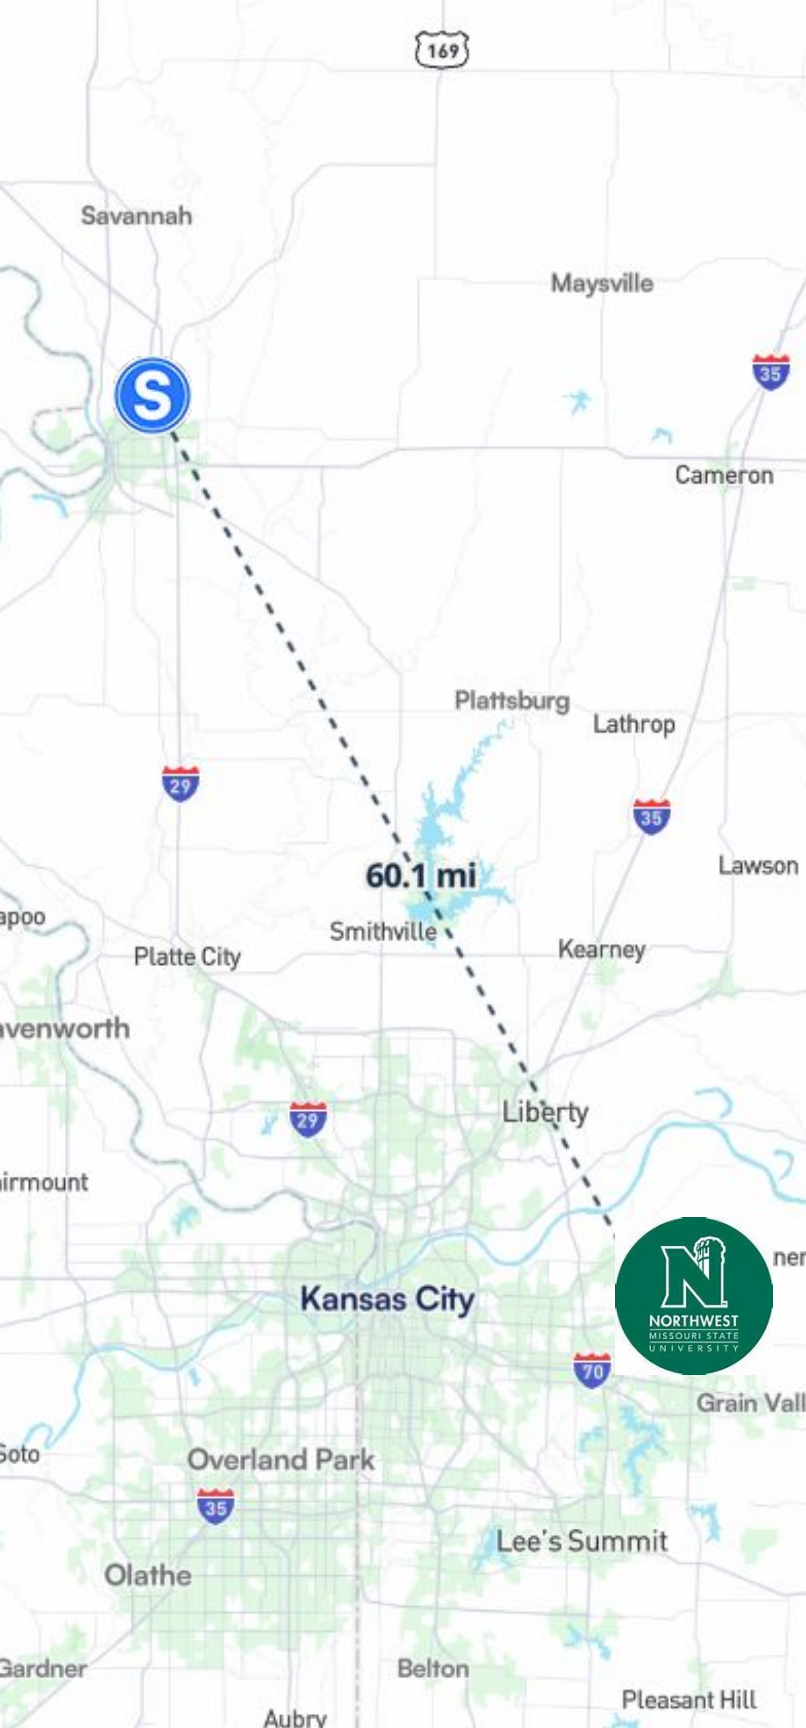 169
Savannah
Maysville
35
S
Cameron
Plattsburg
Lathrop
29
35
60.1 mi
Lawson
apoo
Smithville
Kearney
Platte City
avenworth
29
Liberty
airmount
N
NORTHWEST
MISSOURI STATE
UNIVERSITY
ner
Kansas City
70
Grain Vall
Soto
Overland Park
35
Lee's Summit
Olathe
Gardner
Belton
Pleasant Hill
Aubry